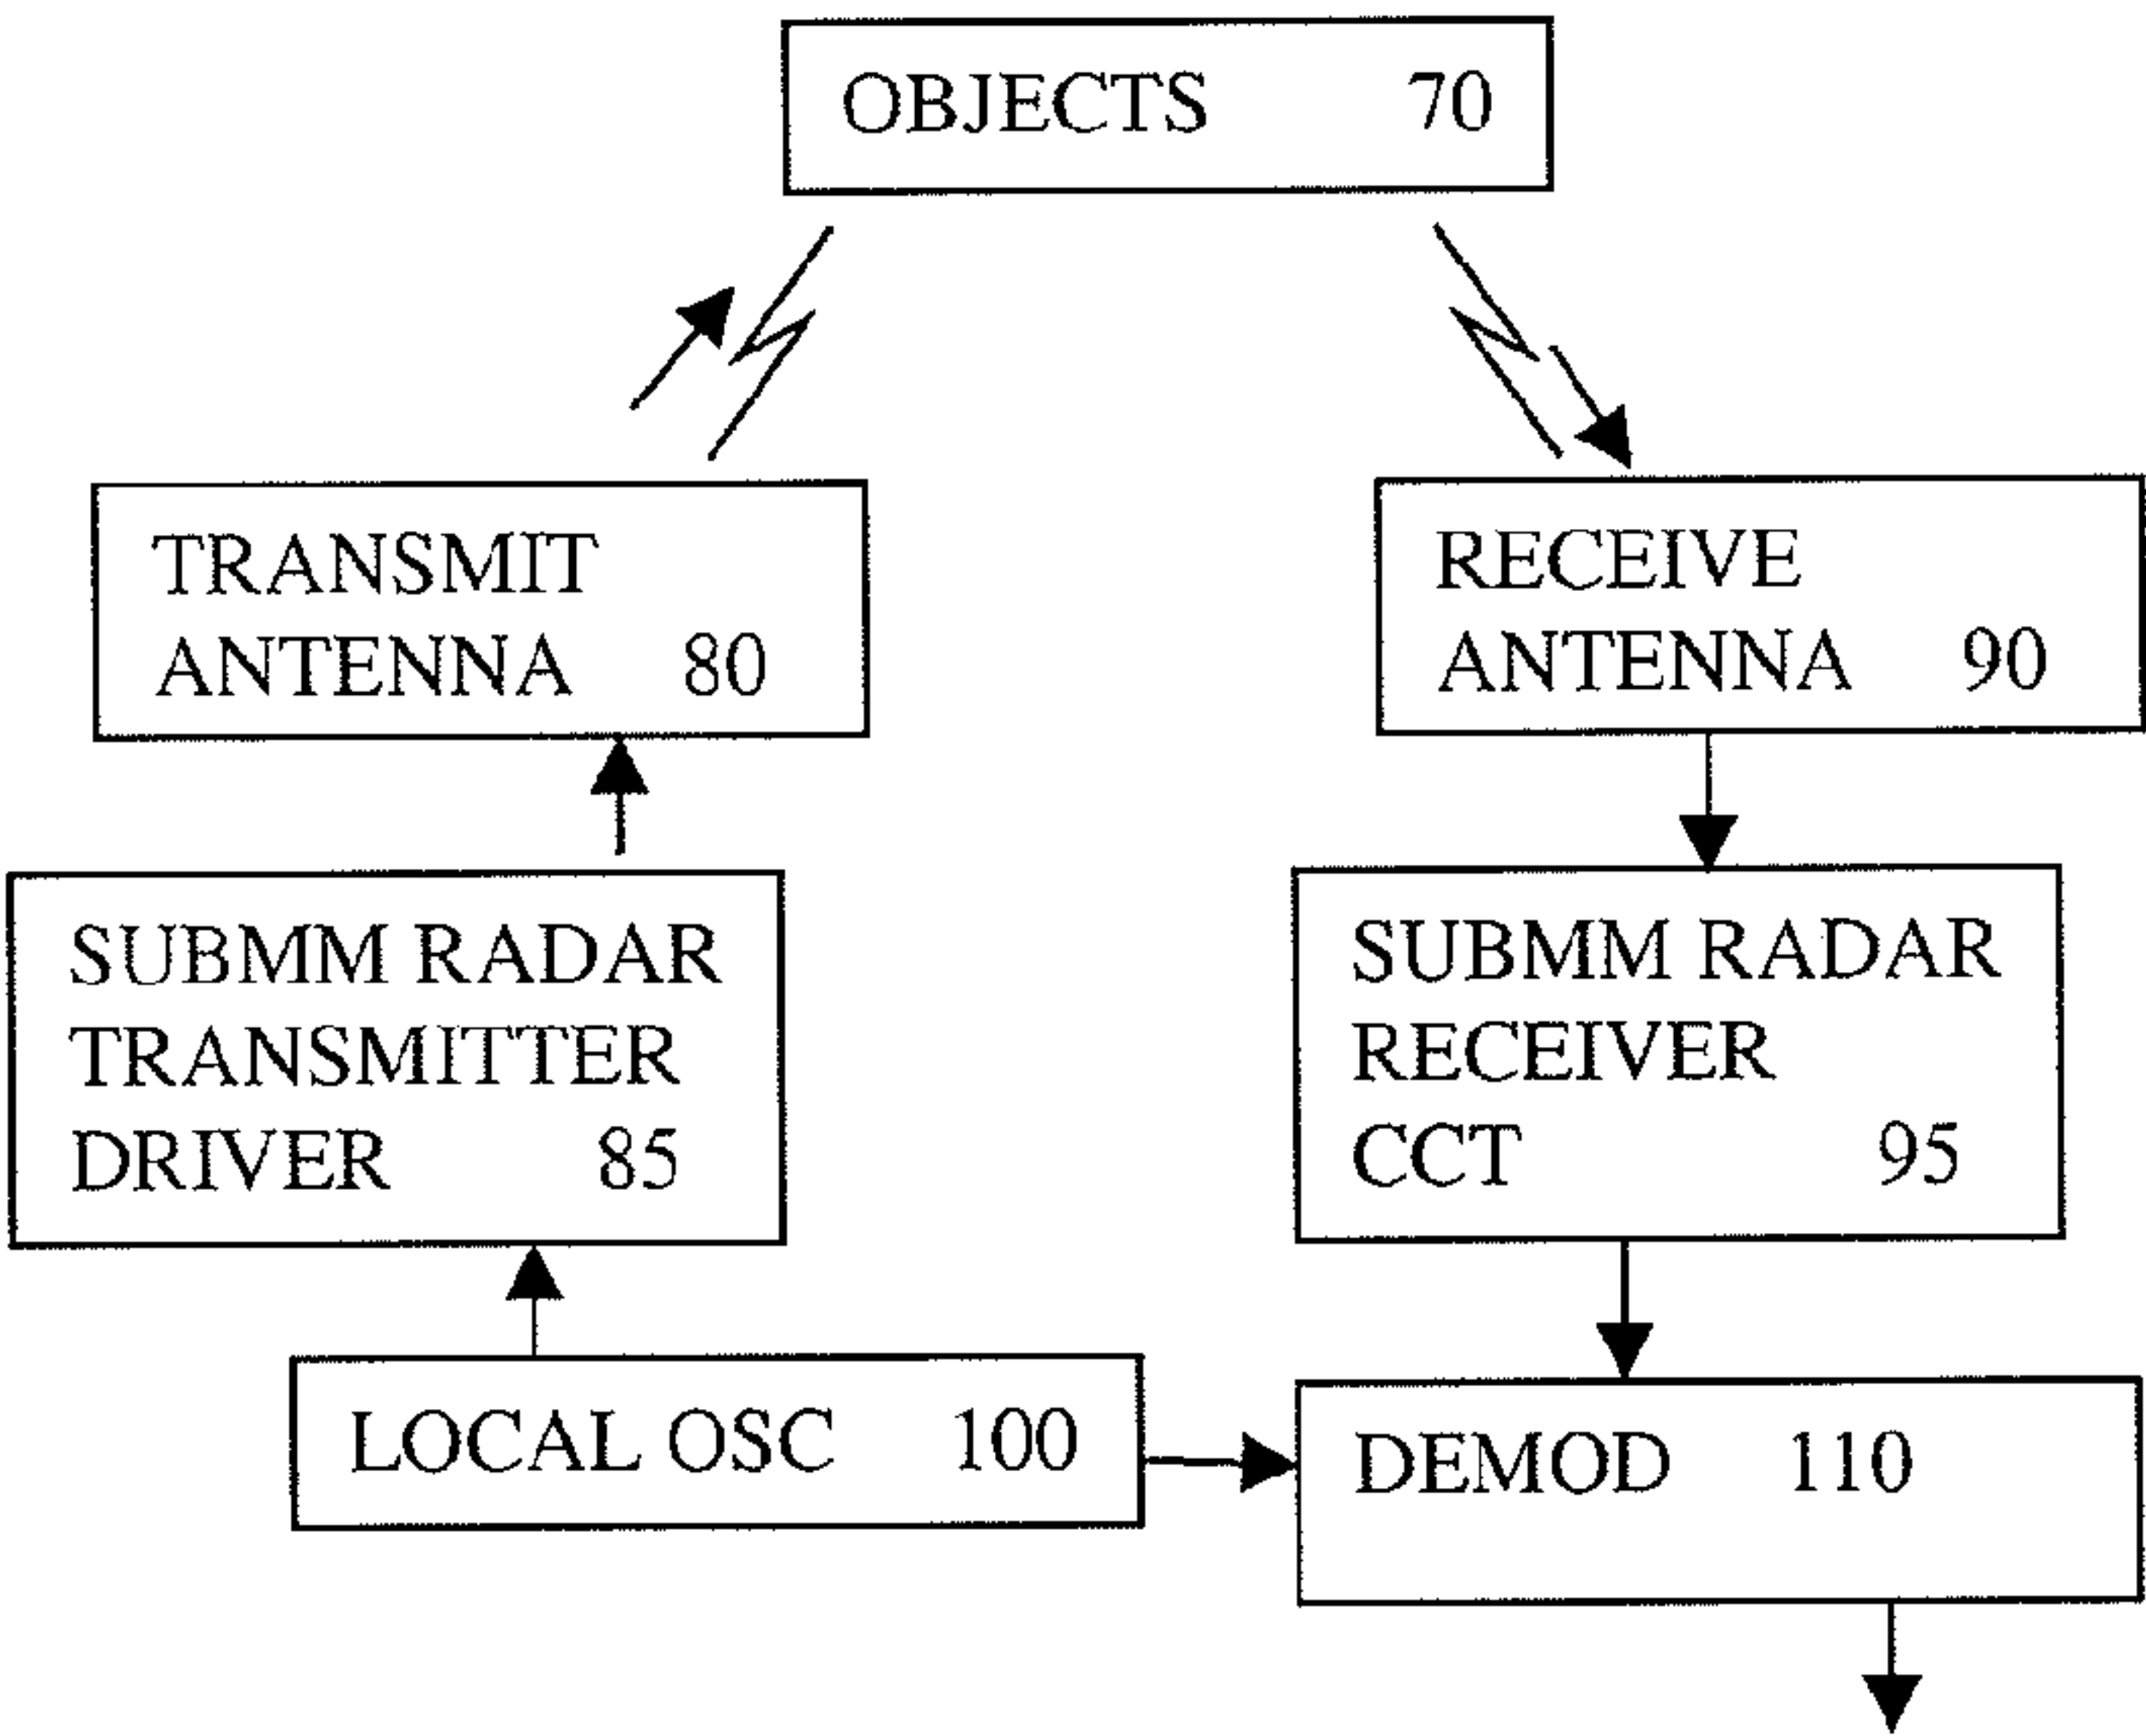 OBJECTS 70
TRANSMIT
ANTENNA 80
RECEIVE
ANTENNA 90
SUBMM RADAR
TRANSMITTER
DRIVER 85
SUBMM RADAR
RECEIVER
CCT 95
LOCAL OSC 100
DEMOD 110